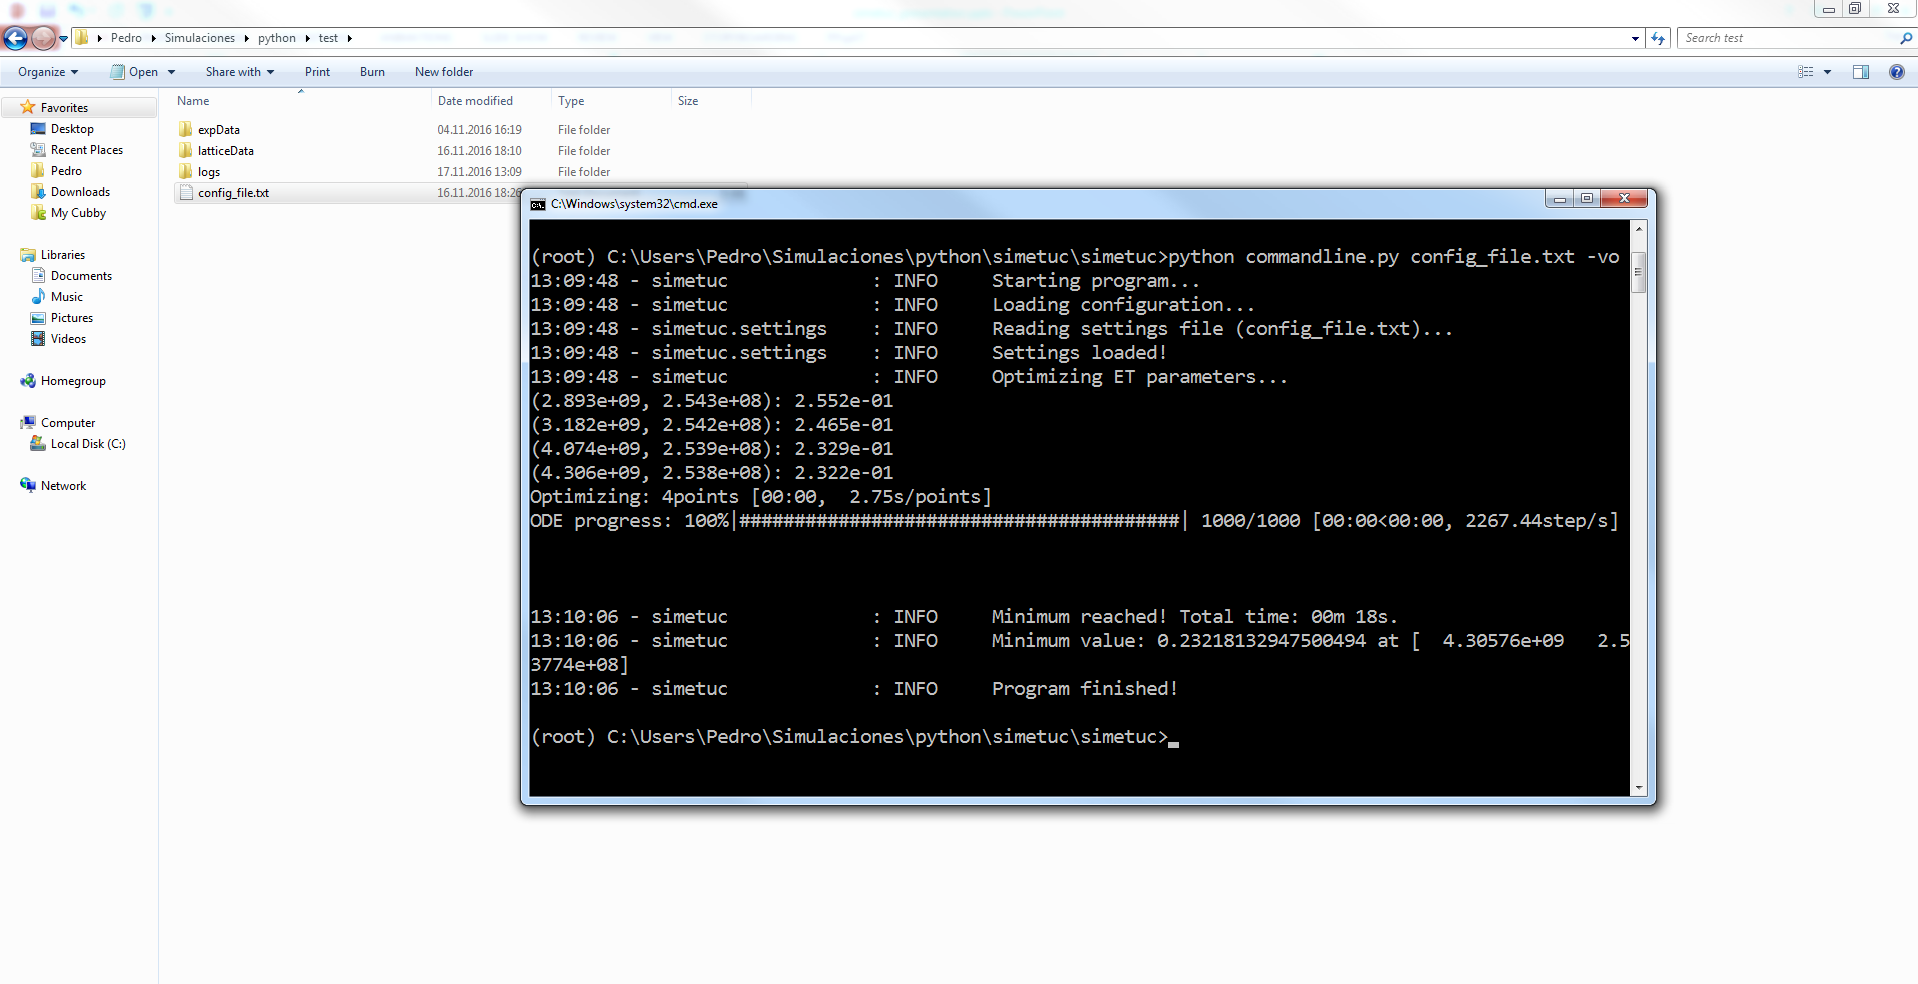 Pedro Simulaciones python test
Search test
Organize Open Share with Print Burn New folder
Name Date modified Type Size
Favorites
Desktop
Recent Places
Pedro
Downloads
My Cubby
Libraries
Documents
Music
Pictures
Videos
Homegroup
Computer
Local Disk (C:)
Network
expData 04.11.2016 16:19 File folder
latticeData 16.11.2016 18:10 File folder
logs 17.11.2016 13:09 File folder
config_file.txt 16.11.2016 18:26
C:\Windows\system32\cmd.exe
(root) C:\Users\Pedro\Simulaciones\python\simetuc\simetuc>python commandline.py config_file.txt -vo
13:09:48 - simetuc : INFO Starting program...
13:09:48 - simetuc : INFO Loading configuration...
13:09:48 - simetuc.settings : INFO Reading settings file (config_file.txt)...
13:09:48 - simetuc.settings : INFO Settings loaded!
13:09:48 - simetuc : INFO Optimizing ET parameters...
(2.893e+09, 2.543e+08): 2.552e-01
(3.182e+09, 2.542e+08): 2.465e-01
(4.074e+09, 2.539e+08): 2.329e-01
(4.306e+09, 2.538e+08): 2.322e-01
Optimizing: 4points [00:00, 2.75s/points]
ODE progress: 100%|########################################| 1000/1000 [00:00<00:00, 2267.44step/s]
13:10:06 - simetuc : INFO Minimum reached! Total time: 00m 18s.
13:10:06 - simetuc : INFO Minimum value: 0.23218132947500494 at [ 4.30576e+09 2.5
3774e+08]
13:10:06 - simetuc : INFO Program finished!
(root) C:\Users\Pedro\Simulaciones\python\simetuc\simetuc>